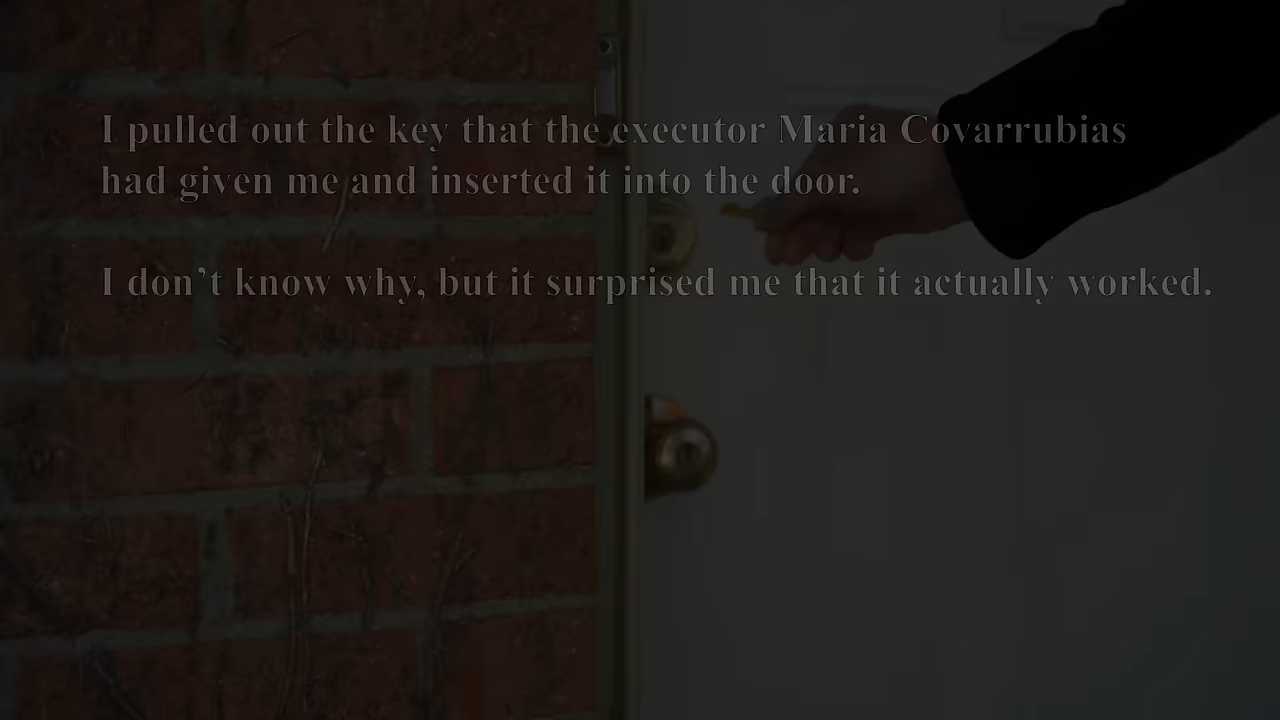 I pulled out the key that the executor Maria Covarrubias
had given me and inserted it into the door.
I don’t know why, but it surprised me that it actually worked.